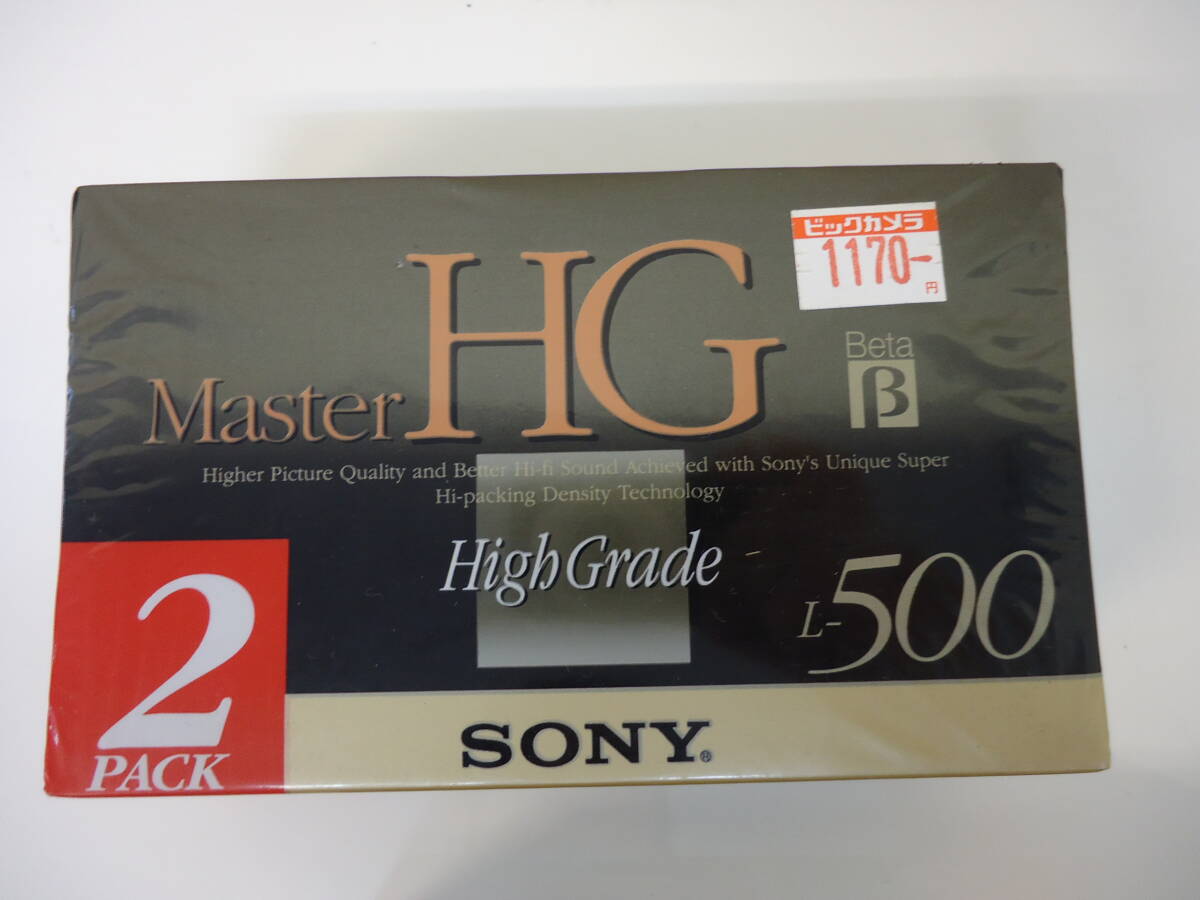 ビックカメラ
1170-
円
Master HG
Beta
β
Higher Picture Quality and Better Hi-fi Sound Achieved with Sony's Unique Super
Hi-packing Density Technology
High Grade
L-500
2
PACK
SONY®